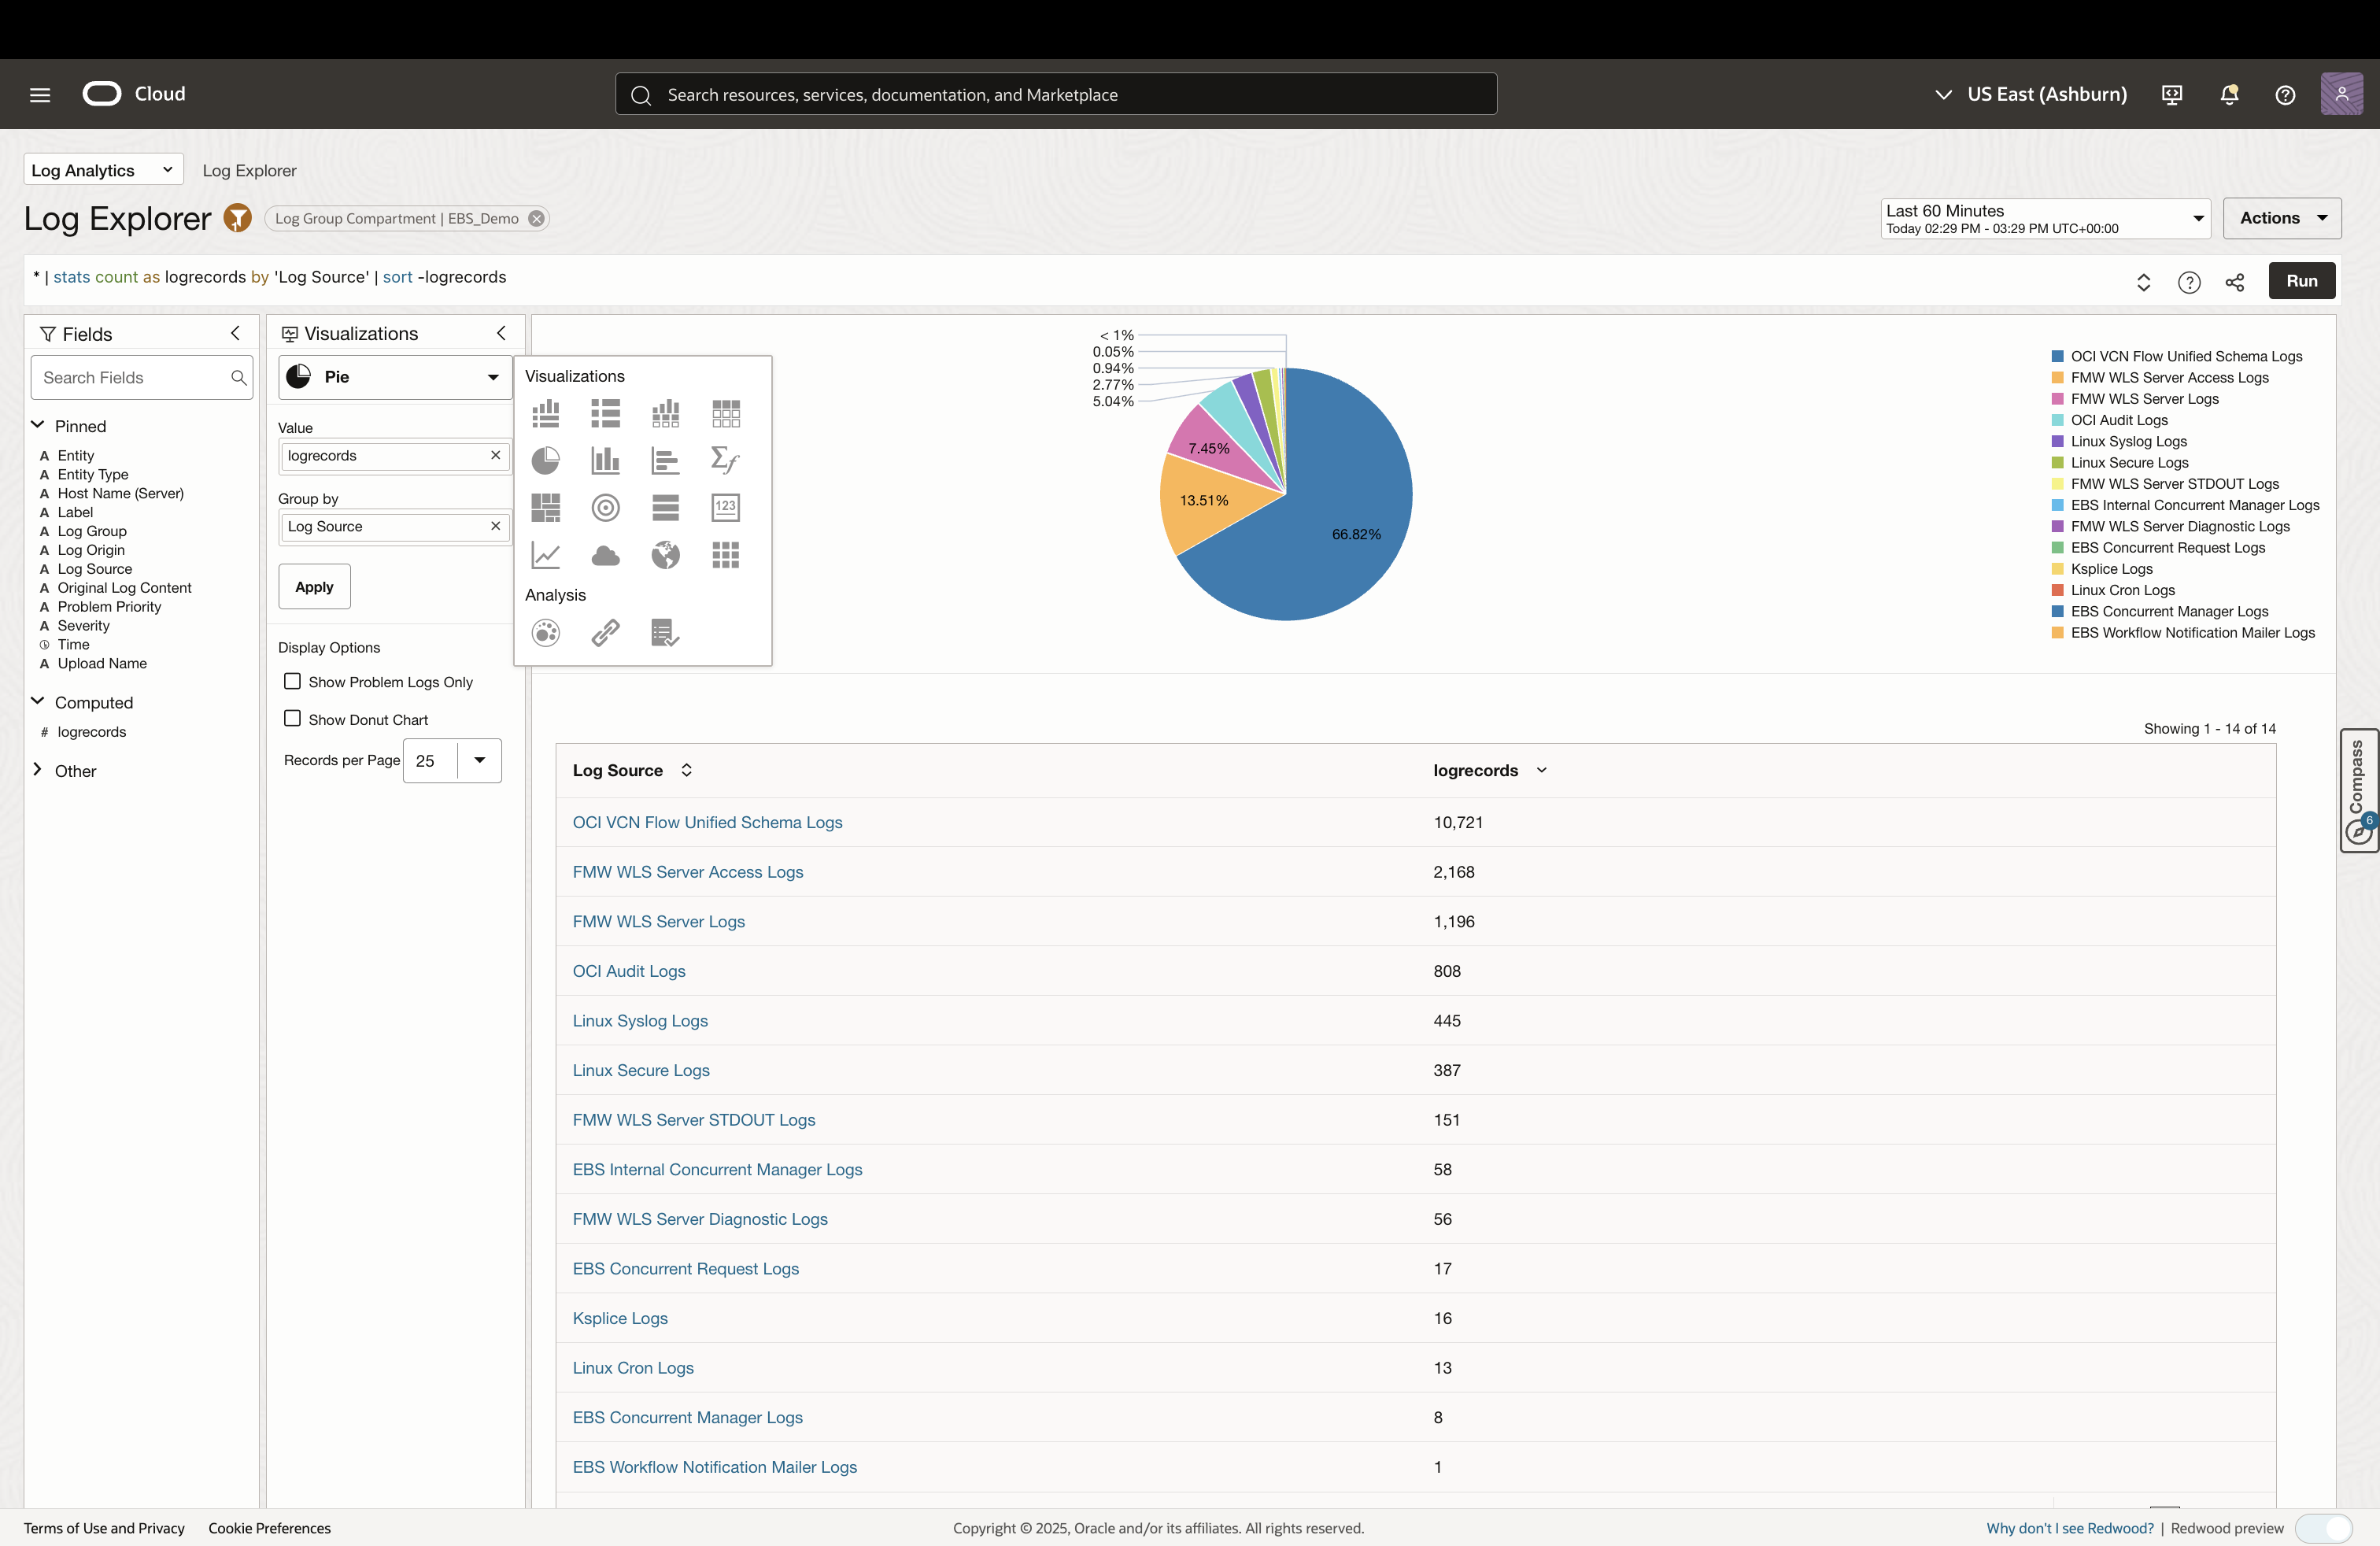 Cloud
Search resources, services, documentation, and Marketplace
US East (Ashburn)
Log Analytics
Log Explorer
Log Explorer
Log Group Compartment | EBS_Demo
Last 60 Minutes
Today 02:29 PM - 03:29 PM UTC+00:00
Actions
* | stats count as logrecords by 'Log Source' | sort -logrecords
Run
Fields
Search Fields
Pinned
A Entity
A Entity Type
A Host Name (Server)
A Label
A Log Group
A Log Origin
A Log Source
A Original Log Content
A Problem Priority
A Severity
Time
A Upload Name
Computed
# logrecords
Other
Visualizations
Pie
Value
logrecords
Group by
Log Source
Apply
Display Options
Show Problem Logs Only
Show Donut Chart
Records per Page 25
Visualizations
Σf
123
Analysis
< 1%
0.05%
0.94%
2.77%
5.04%
7.45%
13.51%
66.82%
OCI VCN Flow Unified Schema Logs
FMW WLS Server Access Logs
FMW WLS Server Logs
OCI Audit Logs
Linux Syslog Logs
Linux Secure Logs
FMW WLS Server STDOUT Logs
EBS Internal Concurrent Manager Logs
FMW WLS Server Diagnostic Logs
EBS Concurrent Request Logs
Ksplice Logs
Linux Cron Logs
EBS Concurrent Manager Logs
EBS Workflow Notification Mailer Logs
Showing 1 - 14 of 14
Log Source logrecords
OCI VCN Flow Unified Schema Logs 10,721
FMW WLS Server Access Logs 2,168
FMW WLS Server Logs 1,196
OCI Audit Logs 808
Linux Syslog Logs 445
Linux Secure Logs 387
FMW WLS Server STDOUT Logs 151
EBS Internal Concurrent Manager Logs 58
FMW WLS Server Diagnostic Logs 56
EBS Concurrent Request Logs 17
Ksplice Logs 16
Linux Cron Logs 13
EBS Concurrent Manager Logs 8
EBS Workflow Notification Mailer Logs 1
Compass
6
Terms of Use and Privacy
Cookie Preferences
Copyright © 2025, Oracle and/or its affiliates. All rights reserved.
Why don't I see Redwood? | Redwood preview